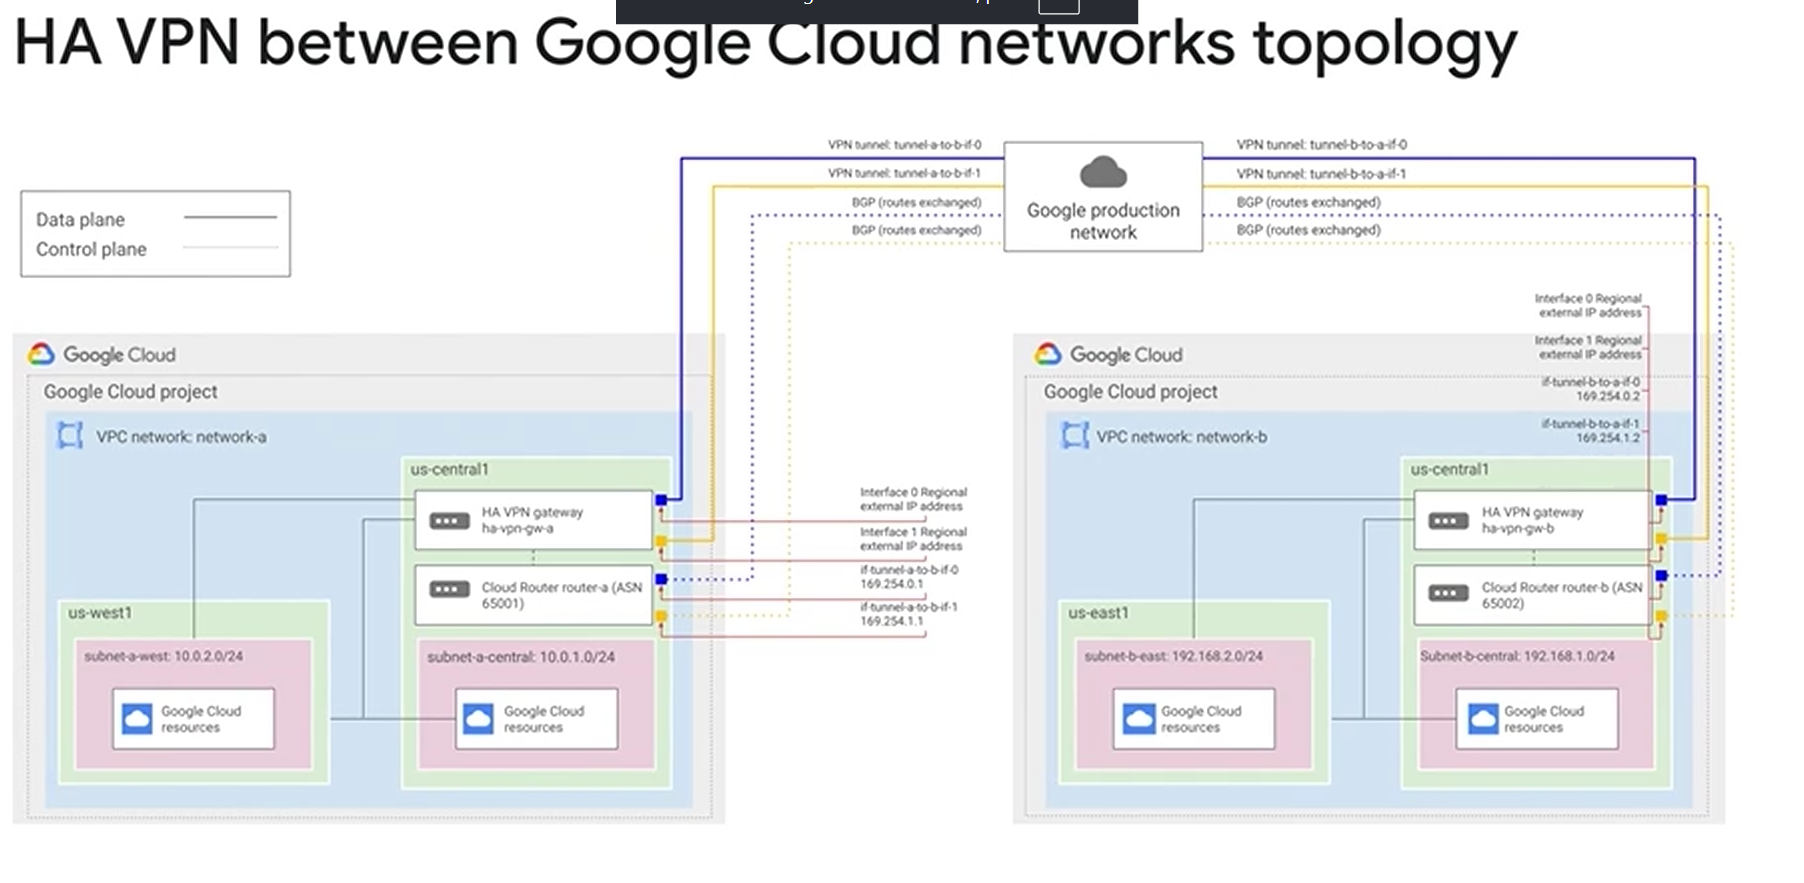 HA VPN between Google Cloud networks topology
Data plane
Control plane
VPN tunnel: tunnel-a-to-b-if-0
VPN tunnel: tunnel-a-to-b-if-1
BGP (routes exchanged)
BGP (routes exchanged)
Google production
network
VPN tunnel: tunnel-b-to-a-if-0
VPN tunnel: tunnel-b-to-a-if-1
BGP (routes exchanged)
BGP (routes exchanged)
Google Cloud
Google Cloud project
VPC network: network-a
us-central1
HA VPN gateway
ha-vpn-gw-a
Cloud Router router-a (ASN
65001)
us-west1
subnet-a-west: 10.0.2.0/24
Google Cloud
resources
subnet-a-central: 10.0.1.0/24
Google Cloud
resources
Interface 0 Regional
external IP address
Interface 1 Regional
external IP address
if-tunnel-a-to-b-if-0
169.254.0.1
if-tunnel-a-to-b-if-1
169.254.1.1
Interface 0 Regional
external IP address
Interface 1 Regional
external IP address
if-tunnel-b-to-a-if-0
169.254.0.2
if-tunnel-b-to-a-if-1
169.254.1.2
Google Cloud
Google Cloud project
VPC network: network-b
us-central1
HA VPN gateway
ha-vpn-gw-b
Cloud Router router-b (ASN
65002)
us-east1
subnet-b-east: 192.168.2.0/24
Google Cloud
resources
Subnet-b-central: 192.168.1.0/24
Google Cloud
resources